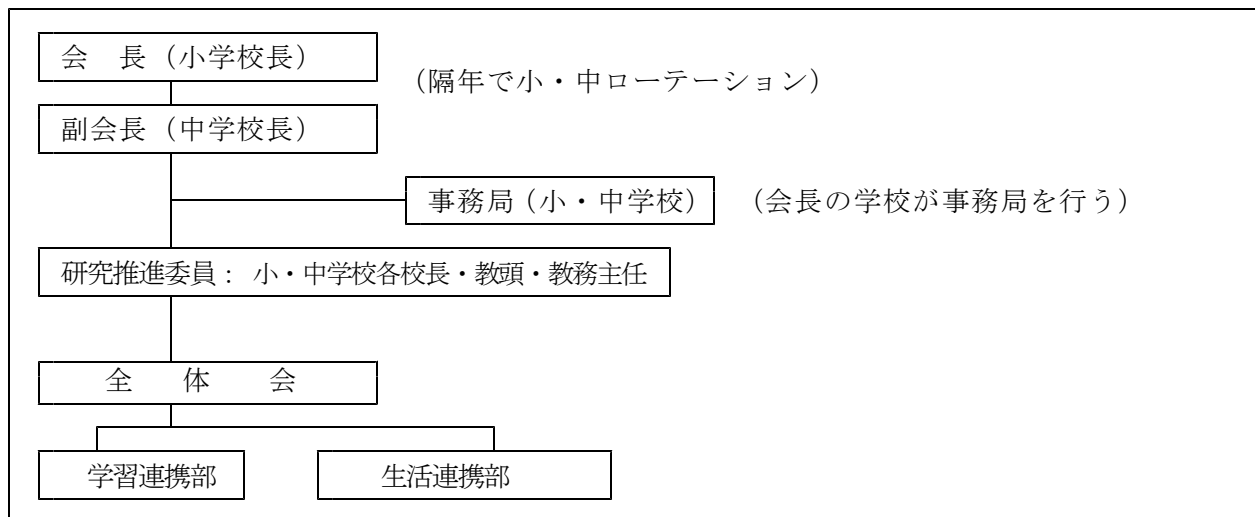 会　長（小学校長）
（隔年で小・中ローテーション）
副会長（中学校長）
事務局（小・中学校）　（会長の学校が事務局を行う）
研究推進委員： 小・中学校各校長・教頭・教務主任
全　体　会
学習連携部　生活連携部